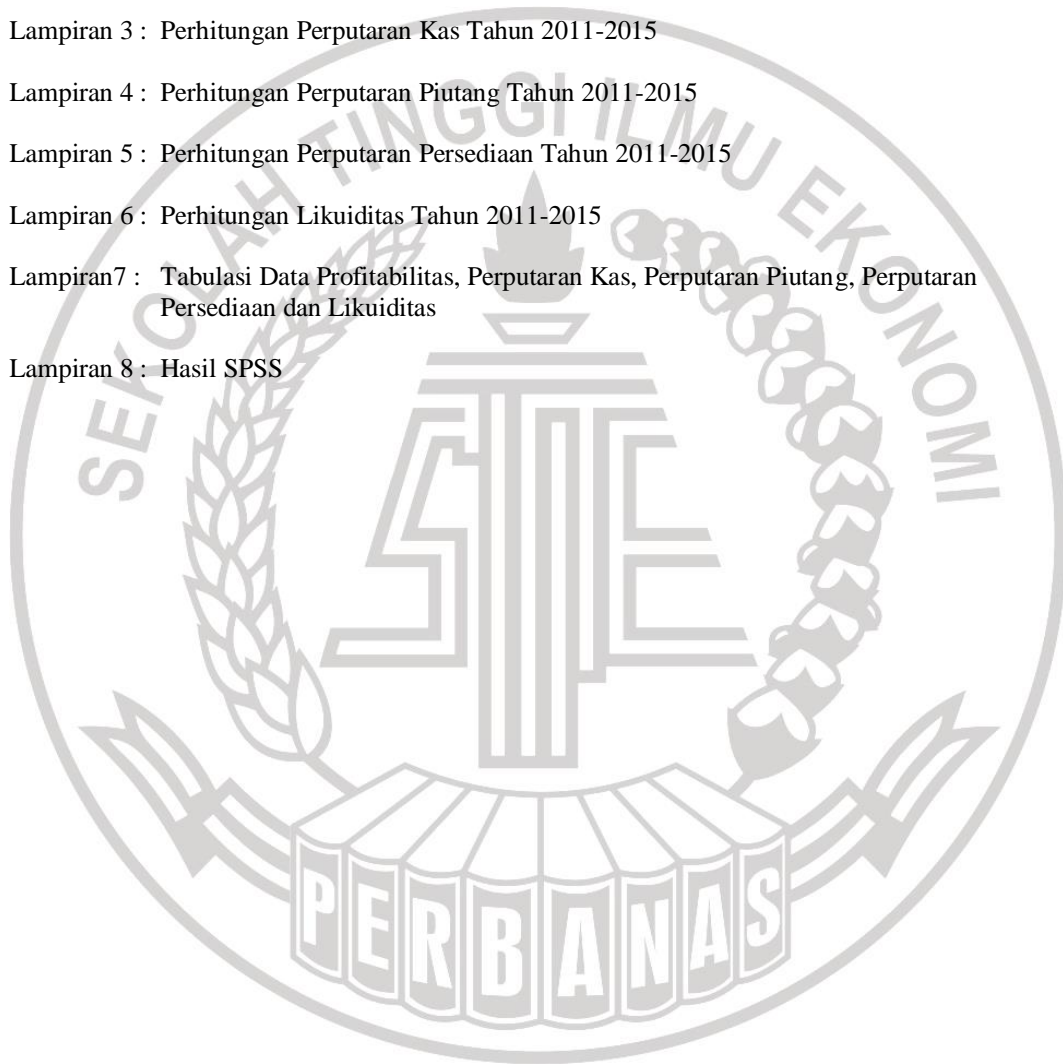 Lampiran 3 : Perhitungan Perputaran Kas Tahun 2011-2015
Lampiran 4 : Perhitungan Perputaran Piutang Tahun 2011-2015
Lampiran 5 : Perhitungan Perputaran Persediaan Tahun 2011-2015
Lampiran 6 : Perhitungan Likuiditas Tahun 2011-2015
Lampiran7 : Tabulasi Data Profitabilitas, Perputaran Kas, Perputaran Piutang, Perputaran
Persediaan dan Likuiditas
Lampiran 8 : Hasil SPSS
SEKOLAH TINGGI ILMU EKONOMI
STIE
PERBANAS